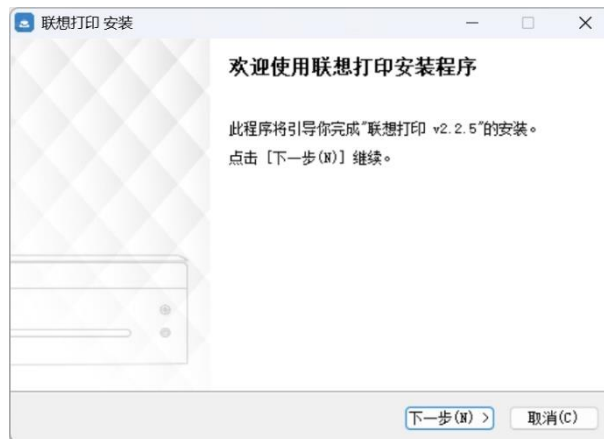 联想打印 安装
欢迎使用联想打印安装程序
此程序将引导你完成"联想打印 v2.2.5"的安装。
点击 [下一步(N)] 继续。
下一步(N) >
取消(C)